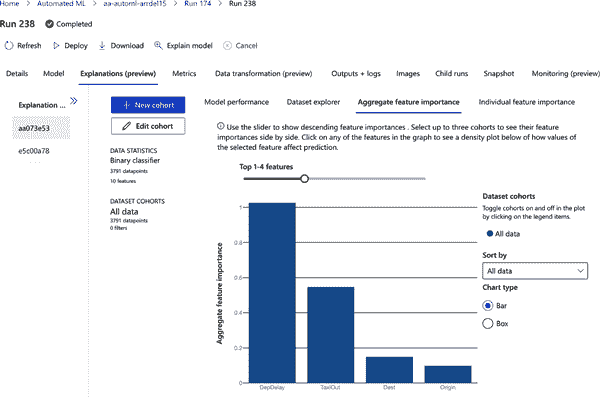 Home > Automated ML > aa-automl-arrdel15 > Run 174 > Run 238
Run 238 Completed
Refresh Deploy Download Explain model Cancel
Details Model Explanations (preview) Metrics Data transformation (preview) Outputs + logs Images Child runs Snapshot Monitoring (preview)
Explanation ...
aa073e53
e5c00a78
+ New cohort
Edit cohort
DATA STATISTICS
Binary classifier
3791 datapoints
10 features
DATASET COHORTS
All data
3791 datapoints
0 filters
Model performance Dataset explorer Aggregate feature importance Individual feature importance
Use the slider to show descending feature importances . Select up to three cohorts to see their feature
importances side by side. Click on any of the features in the graph to see a density plot below of how values of
the selected feature affect prediction.
Top 1-4 features
Aggregate feature importance
1
0.8
0.6
0.4
0.2
0
DepDelay TaxiOut Dest Origin
Dataset cohorts
Toggle cohorts on and off in the plot
by clicking on the legend items.
All data
Sort by
All data
Chart type
Bar
Box